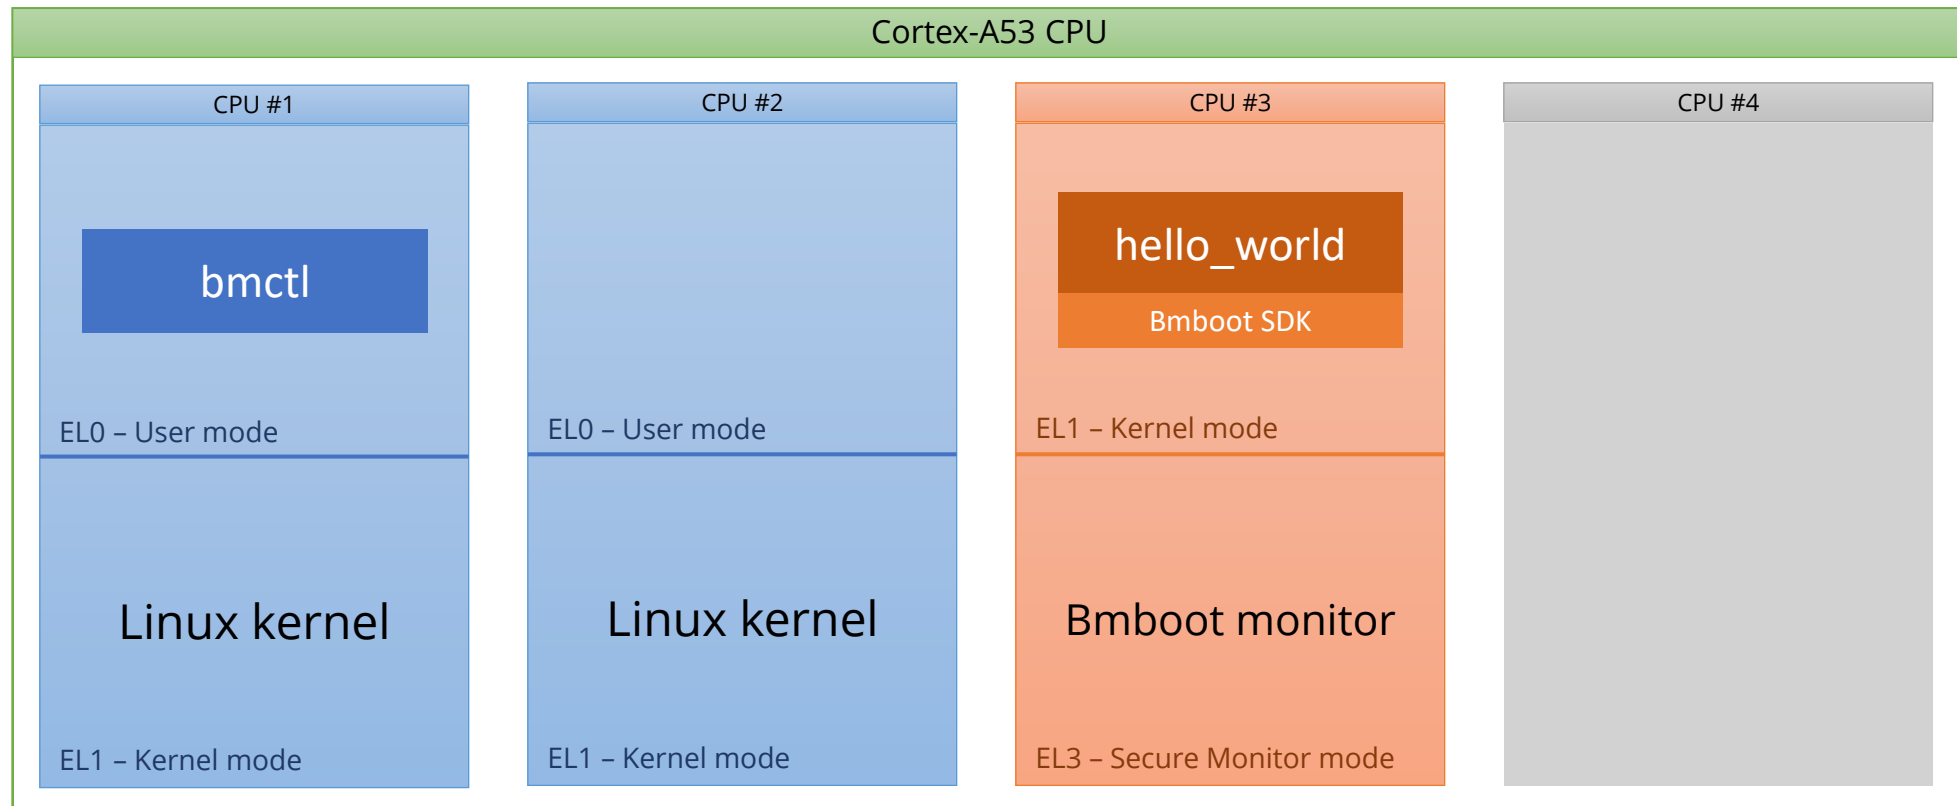 Cortex-A53 CPU
CPU #1
bmctl
EL0 – User mode
Linux kernel
EL1 – Kernel mode
CPU #2
EL0 – User mode
Linux kernel
EL1 – Kernel mode
CPU #3
hello_world
Bmboot SDK
EL1 – Kernel mode
Bmboot monitor
EL3 – Secure Monitor mode
CPU #4